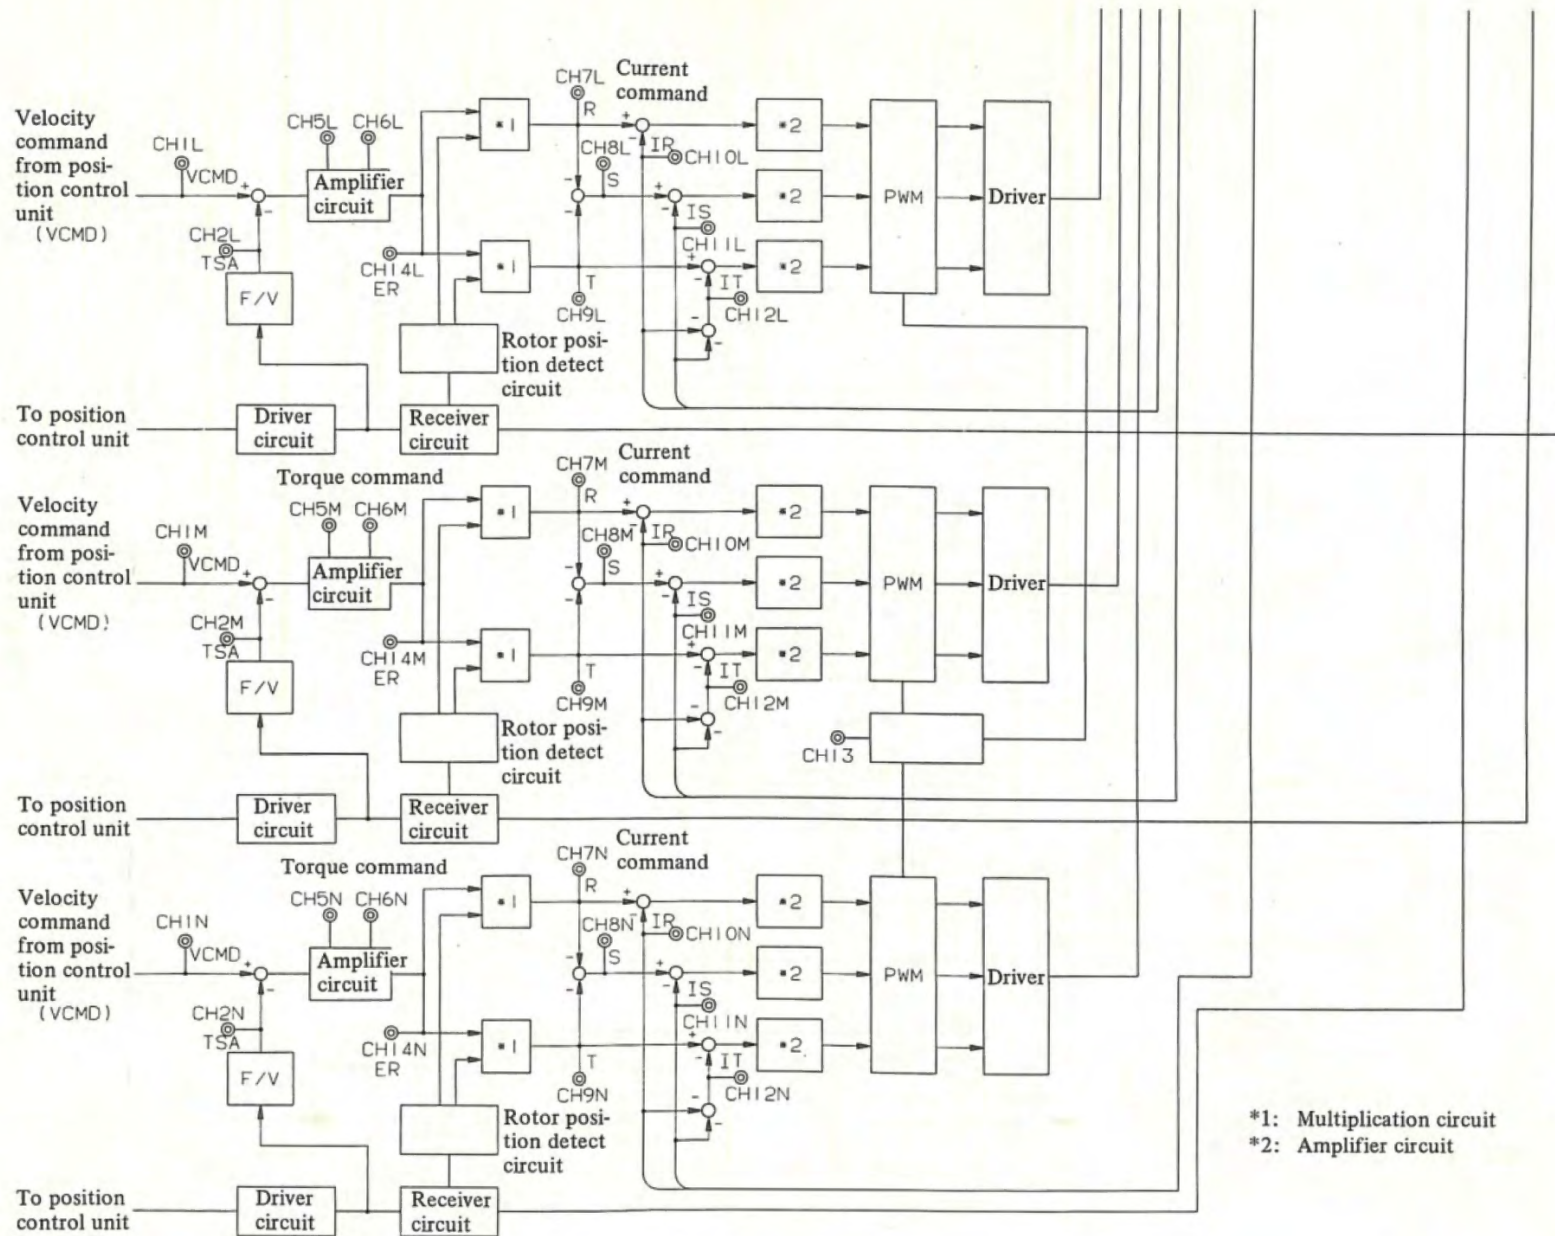 Velocity
command
from posi-
tion control
unit
(VCMD)
CH1L
VCMD
+
-
CH2L
TSA
F/V
CH5L
CH6L
Amplifier
circuit
CH14L
ER
*1
*1
Rotor posi-
tion detect
circuit
CH7L
R
CH8L
S
-
-
T
CH9L
Current
command
+
-
IR
CH10L
+
-
IS
CH11L
+
-
IT
CH12L
-
-
*2
*2
*2
PWM
Driver
To position
control unit
Driver
circuit
Receiver
circuit
Torque command
Velocity
command
from posi-
tion control
unit
(VCMD)
CH1M
VCMD
+
-
CH2M
TSA
F/V
CH5M
CH6M
Amplifier
circuit
CH14M
ER
*1
*1
Rotor posi-
tion detect
circuit
CH7M
R
CH8M
S
-
-
T
CH9M
Current
command
+
-
IR
CH10M
+
-
IS
CH11M
+
-
IT
CH12M
-
-
*2
*2
*2
PWM
Driver
CH13
To position
control unit
Driver
circuit
Receiver
circuit
Torque command
Velocity
command
from posi-
tion control
unit
(VCMD)
CH1N
VCMD
+
-
CH2N
TSA
F/V
CH5N
CH6N
Amplifier
circuit
CH14N
ER
*1
*1
Rotor posi-
tion detect
circuit
CH7N
R
CH8N
S
-
-
T
CH9N
Current
command
+
-
IR
CH10N
+
-
IS
CH11N
+
-
IT
CH12N
-
-
*2
*2
*2
PWM
Driver
To position
control unit
Driver
circuit
Receiver
circuit
*1: Multiplication circuit
*2: Amplifier circuit